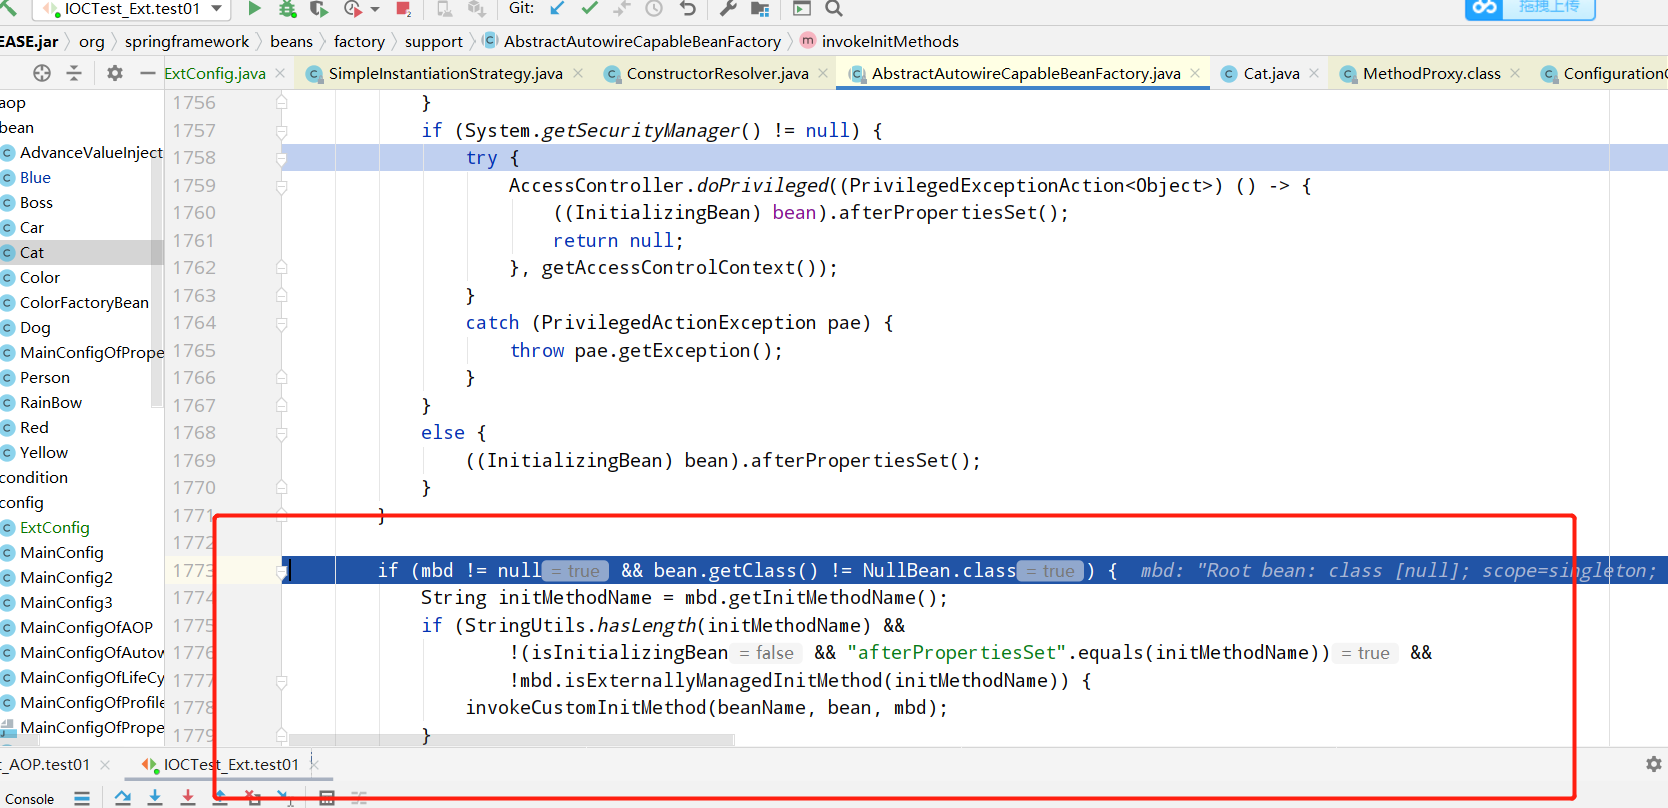 IOCTest_Ext.test01
Git:
拖拽上传
EASE.jar org springframework beans factory support AbstractAutowireCapableBeanFactory invokeInitMethods
ExtConfig.java SimpleInstantiationStrategy.java ConstructorResolver.java AbstractAutowireCapableBeanFactory.java Cat.java MethodProxy.class Configuration
aop
bean
AdvanceValueInject
Blue
Boss
Car
Cat
Color
ColorFactoryBean
Dog
MainConfigOfPrope
Person
RainBow
Red
Yellow
condition
config
ExtConfig
MainConfig
MainConfig2
MainConfig3
MainConfigOfAOP
MainConfigOfAutow
MainConfigOfLifeCy
MainConfigOfProfile
MainConfigOfPrope
1756 }
1757 if (System.getSecurityManager() != null) {
1758 try {
1759 AccessController.doPrivileged((PrivilegedExceptionAction<Object>) () -> {
1760 ((InitializingBean) bean).afterPropertiesSet();
1761 return null;
1762 }, getAccessControlContext());
1763 }
1764 catch (PrivilegedActionException pae) {
1765 throw pae.getException();
1766 }
1767 }
1768 else {
1769 ((InitializingBean) bean).afterPropertiesSet();
1770 }
1771 }
1772
1773 if (mbd != null = true && bean.getClass() != NullBean.class = true ) { mbd: "Root bean: class [null]; scope=singleton;
1774 String initMethodName = mbd.getInitMethodName();
1775 if (StringUtils.hasLength(initMethodName) &&
1776 !(isInitializingBean = false && "afterPropertiesSet".equals(initMethodName)) = true &&
1777 !mbd.isExternallyManagedInitMethod(initMethodName)) {
1778 invokeCustomInitMethod(beanName, bean, mbd);
1779 }
t_AOP.test01 IOCTest_Ext.test01
Console